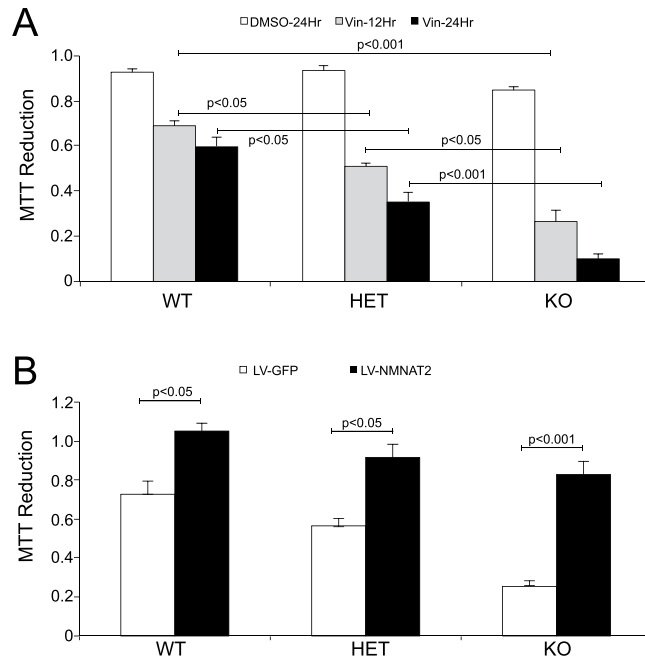 A
DMSO-24Hr Vin-12Hr Vin-24Hr
p<0.001
p<0.05
p<0.05
p<0.05
p<0.001
MTT Reduction
1.0
0.8
0.6
0.4
0.2
0
WT HET KO
B
LV-GFP LV-NMNAT2
p<0.05
p<0.05
p<0.001
MTT Reduction
1.2
1.0
0.8
0.6
0.4
0.2
0
WT HET KO